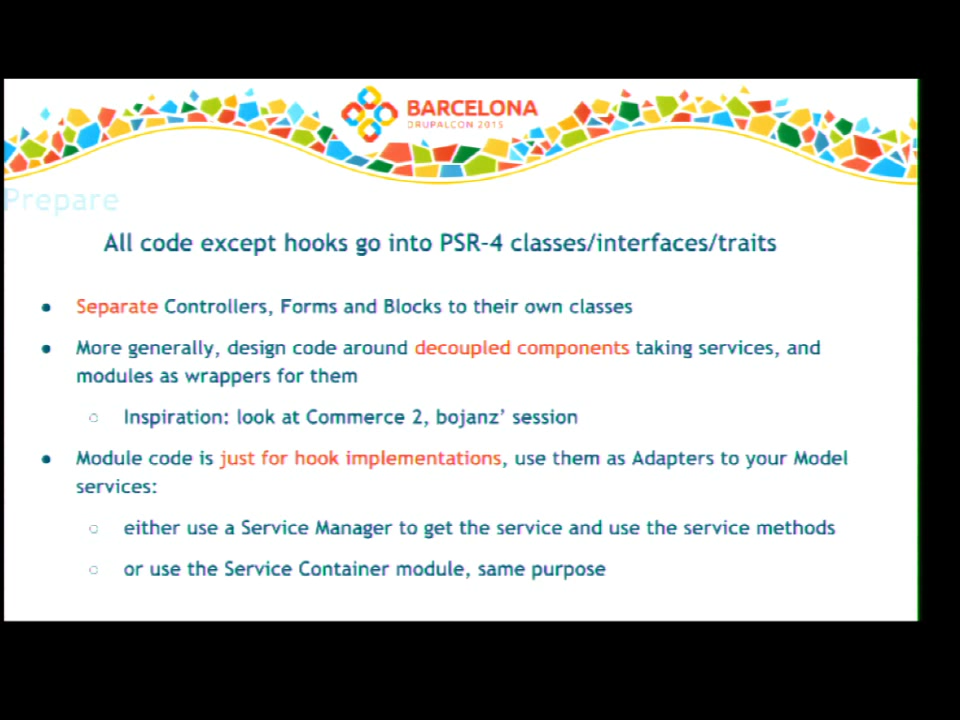 BARCELONA
DRUPALCON 2015
Prepare
All code except hooks go into PSR-4 classes/interfaces/traits
● Separate Controllers, Forms and Blocks to their own classes
● More generally, design code around decoupled components taking services, and
modules as wrappers for them
○ Inspiration: look at Commerce 2, bojanz’ session
● Module code is just for hook implementations, use them as Adapters to your Model
services:
○ either use a Service Manager to get the service and use the service methods
○ or use the Service Container module, same purpose